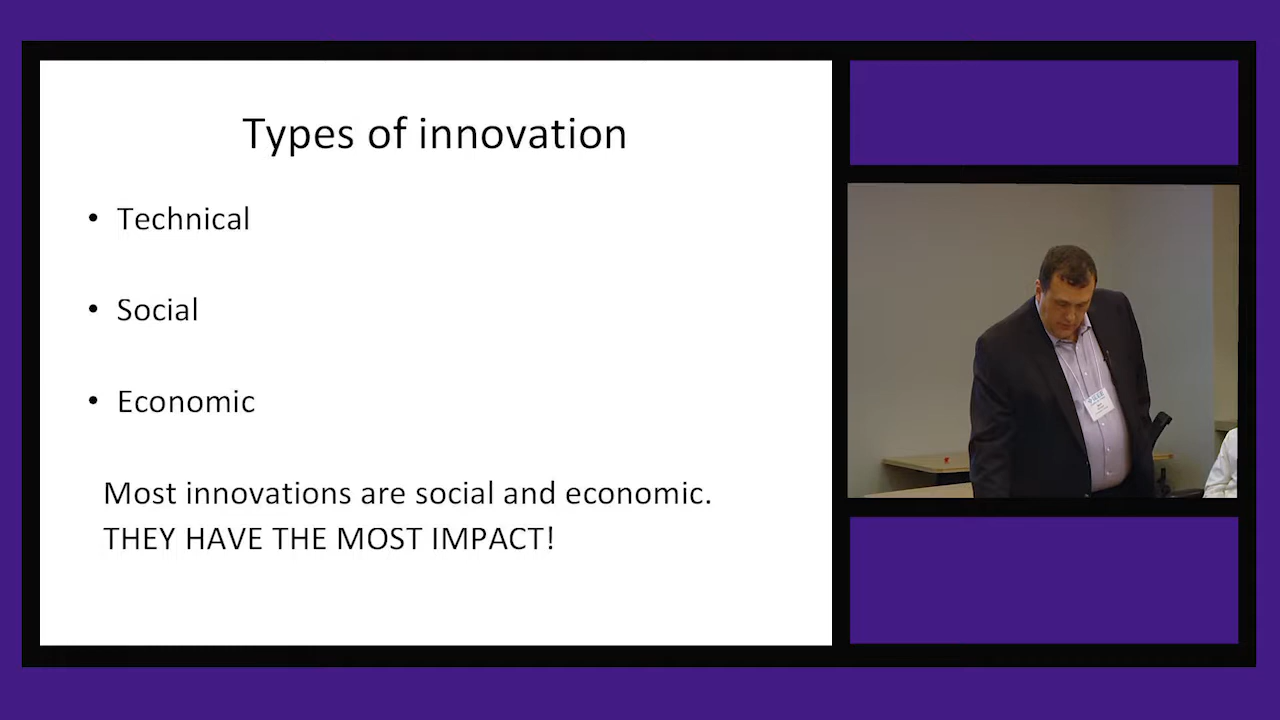 Types of innovation
• Technical
• Social
• Economic
Most innovations are social and economic.
THEY HAVE THE MOST IMPACT!